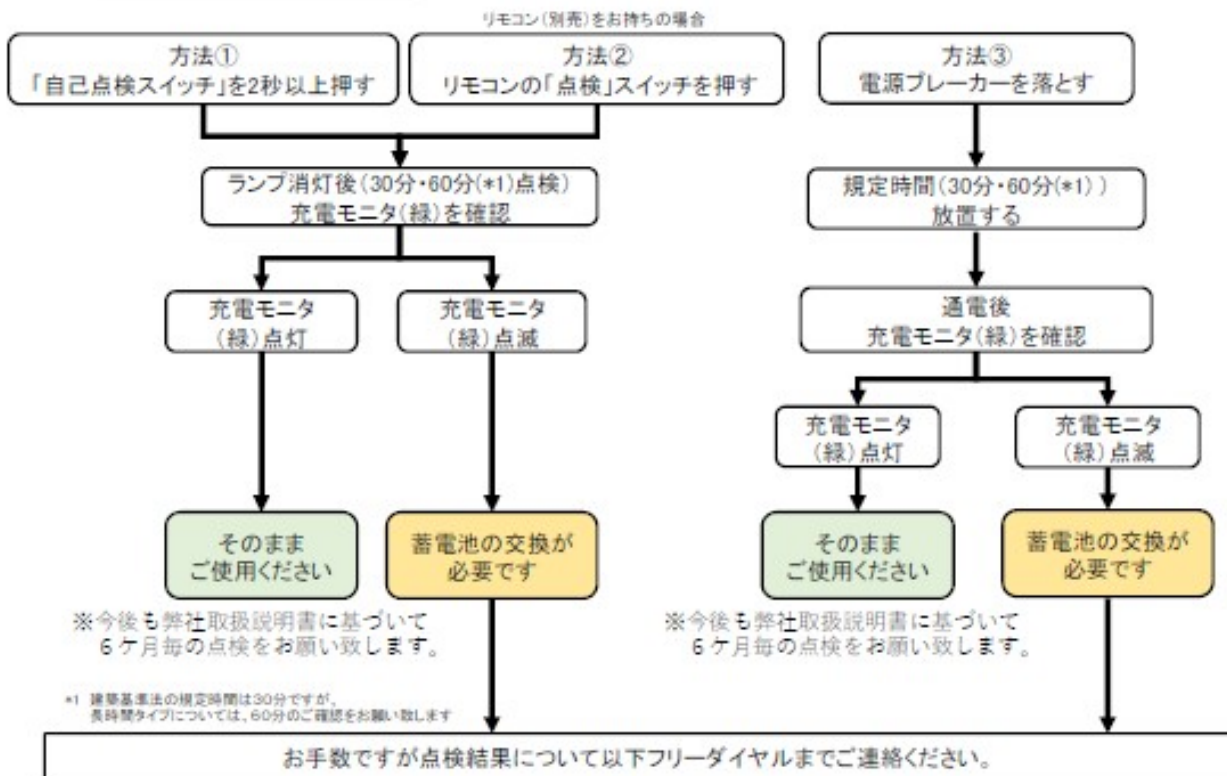 リモコン(別売)をお持ちの場合
方法①
「自己点検スイッチ」を2秒以上押す
方法②
リモコンの「点検」スイッチを押す
方法③
電源ブレーカーを落とす
ランプ消灯後(30分・60分(*1)点検)
充電モニタ(緑)を確認
規定時間(30分・60分(*1) )
放置する
充電モニタ
(緑)点灯
充電モニタ
(緑)点滅
通電後
充電モニタ(緑)を確認
充電モニタ
(緑)点灯
充電モニタ
(緑)点滅
そのまま
ご使用ください
蓄電池の交換が
必要です
そのまま
ご使用ください
蓄電池の交換が
必要です
※今後も弊社取扱説明書に基づいて
6ケ月毎の点検をお願い致します。
※今後も弊社取扱説明書に基づいて
6ケ月毎の点検をお願い致します。
*1 建築基準法の規定時間は30分ですが、
長時間タイプについては、60分のご確認をお願い致します
お手数ですが点検結果について以下フリーダイヤルまでご連絡ください。